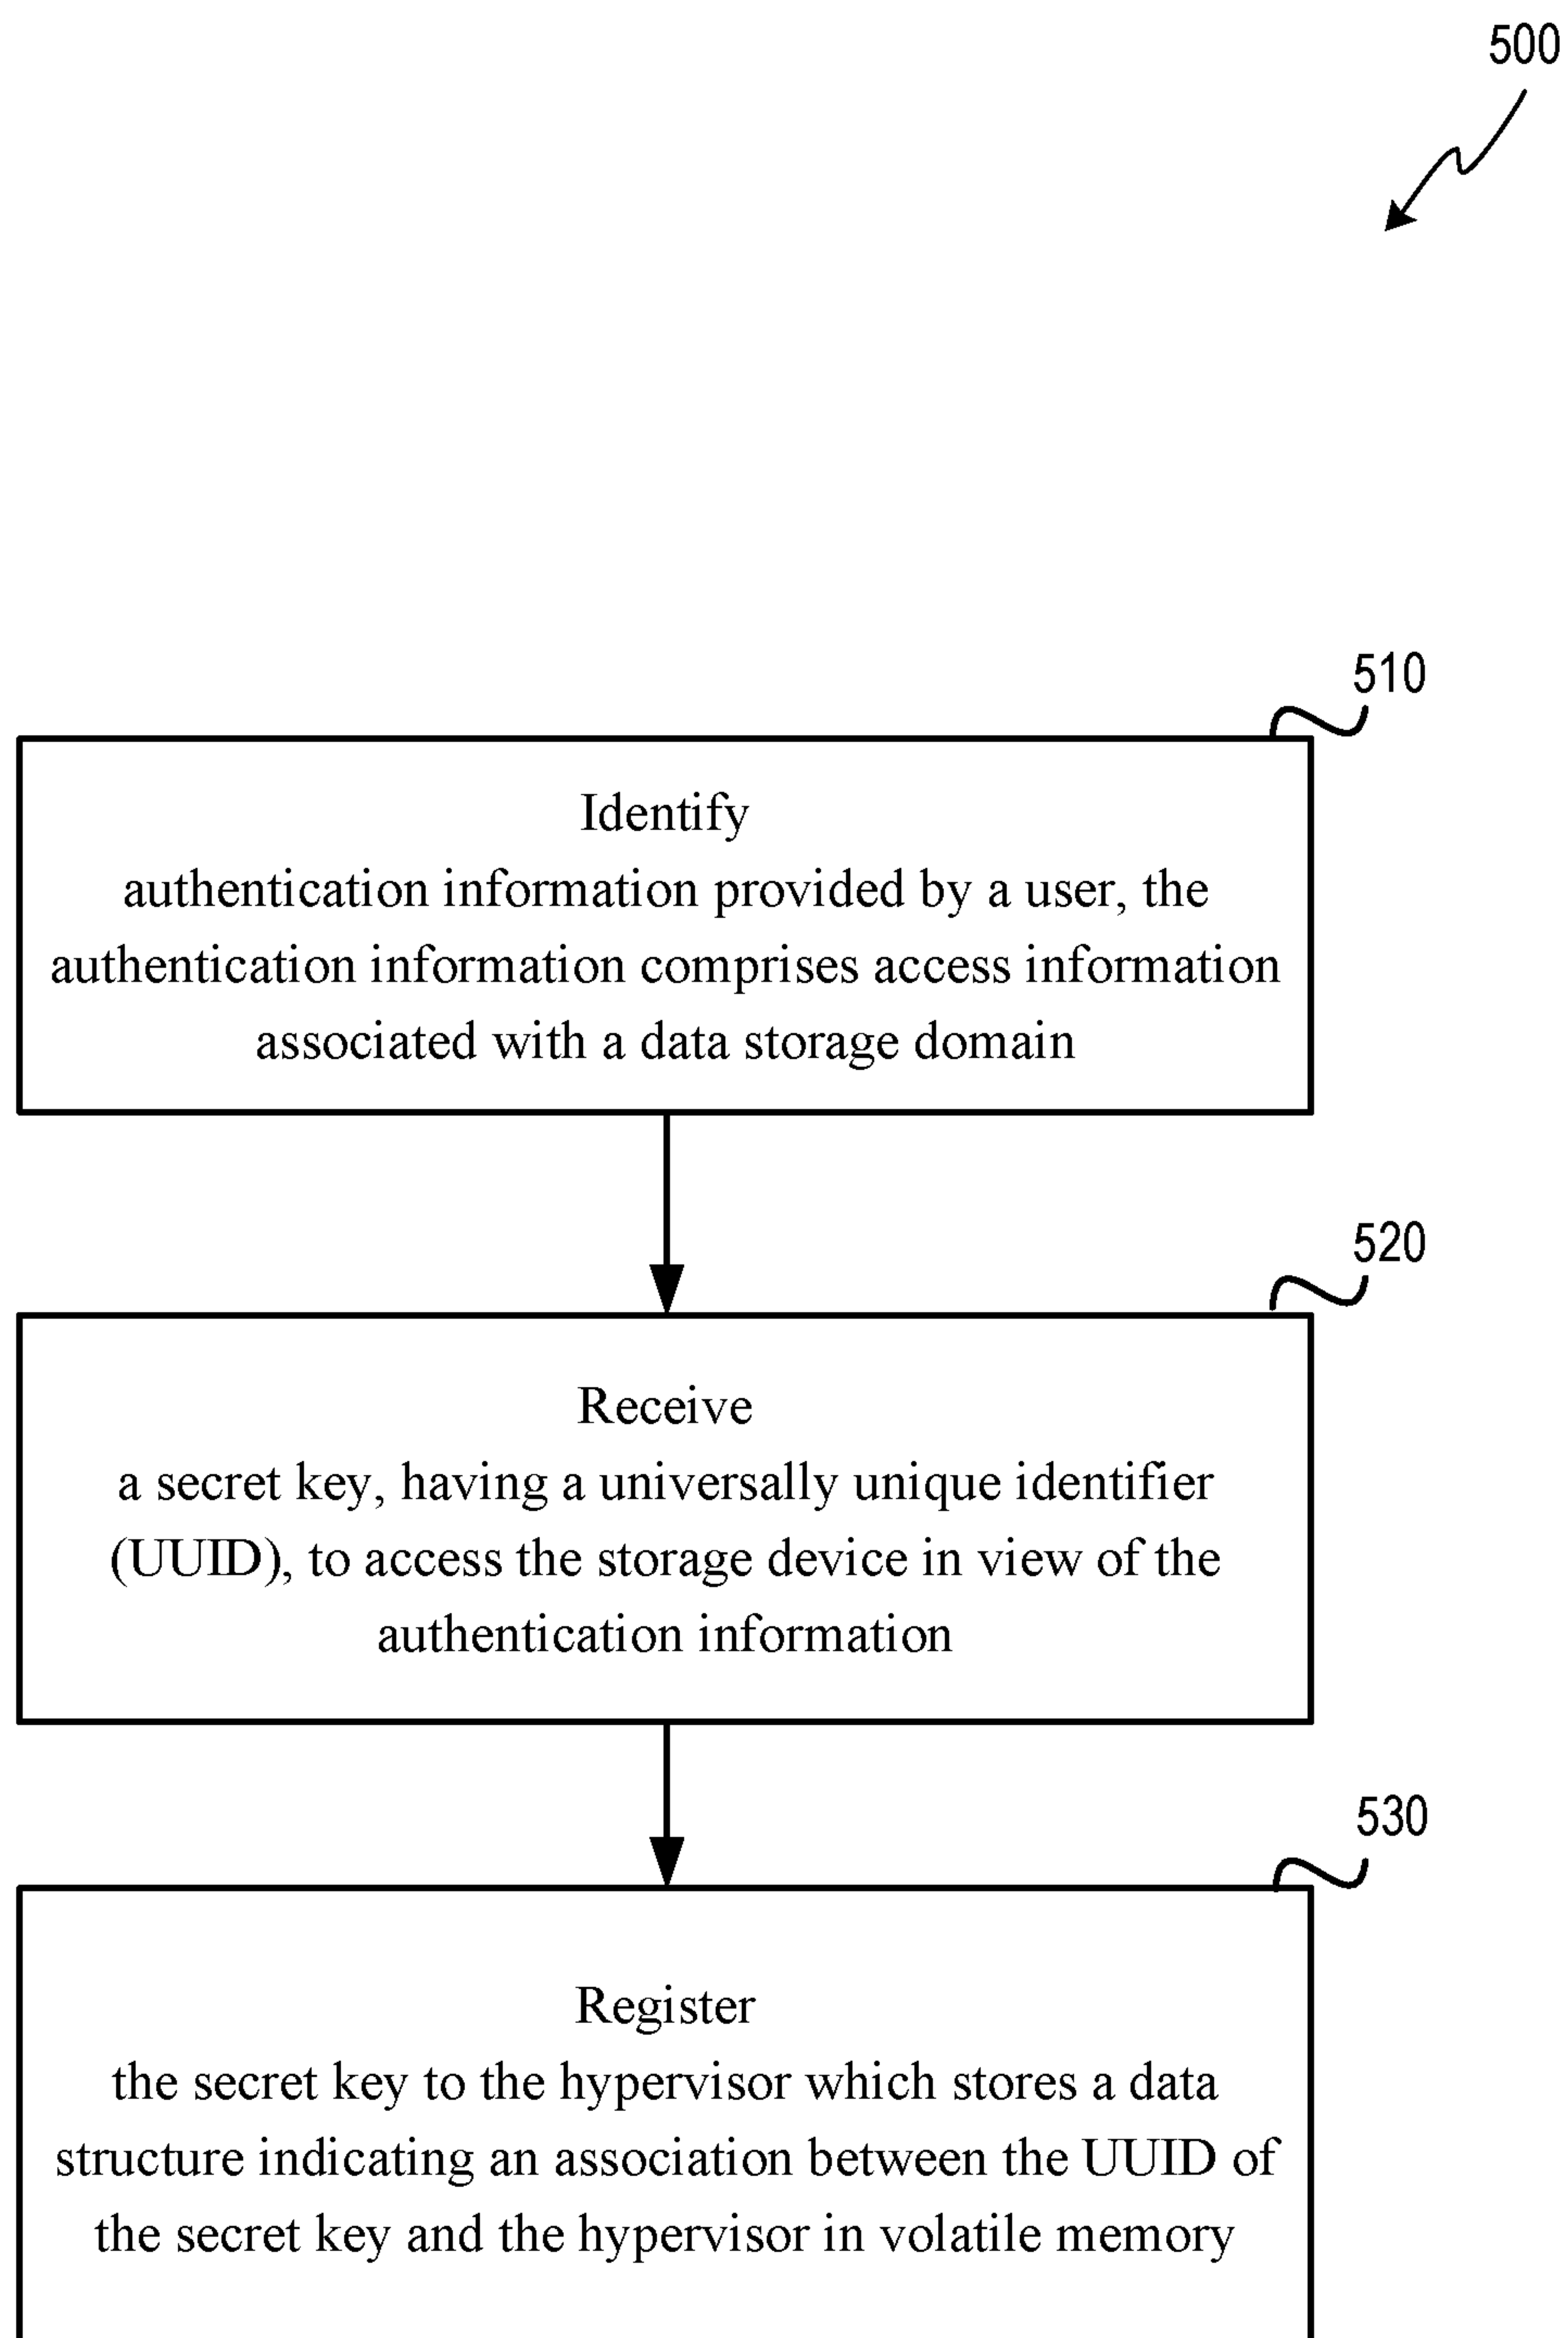 500
510
Identify
authentication information provided by a user, the
authentication information comprises access information
associated with a data storage domain
520
Receive
a secret key, having a universally unique identifier
(UUID), to access the storage device in view of the
authentication information
530
Register
the secret key to the hypervisor which stores a data
structure indicating an association between the UUID of
the secret key and the hypervisor in volatile memory